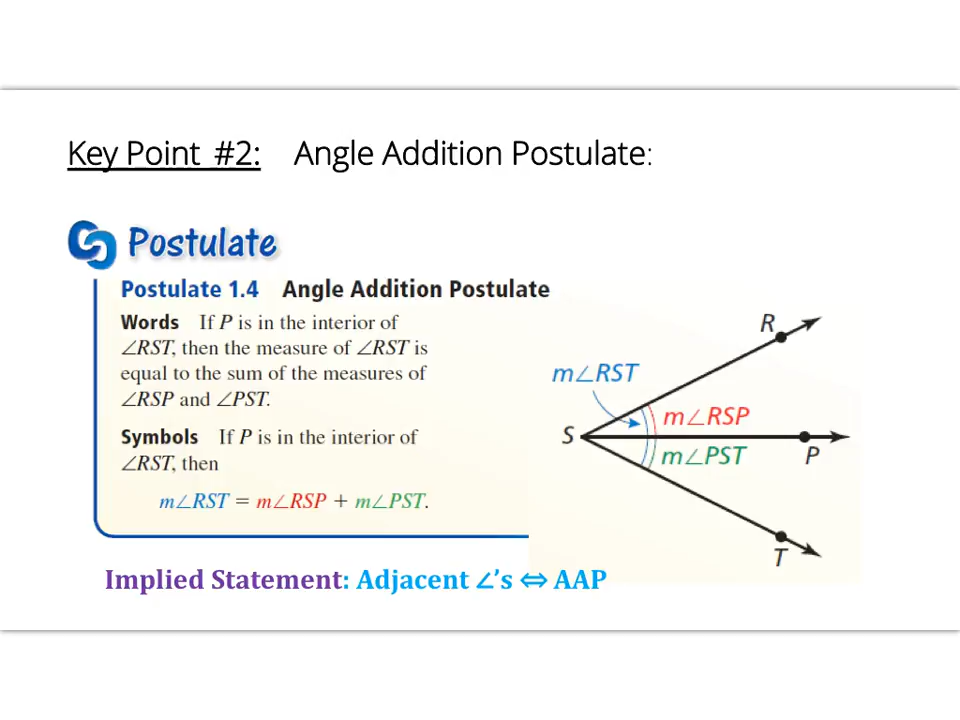 Key Point #2: Angle Addition Postulate:
Postulate
Postulate 1.4 Angle Addition Postulate
Words If P is in the interior of
∠RST, then the measure of ∠RST is
equal to the sum of the measures of
∠RSP and ∠PST.
Symbols If P is in the interior of
∠RST, then
m∠RST = m∠RSP + m∠PST.
R
m∠RST
m∠RSP
S
m∠PST
P
T
Implied Statement: Adjacent ∠’s ⇔ AAP